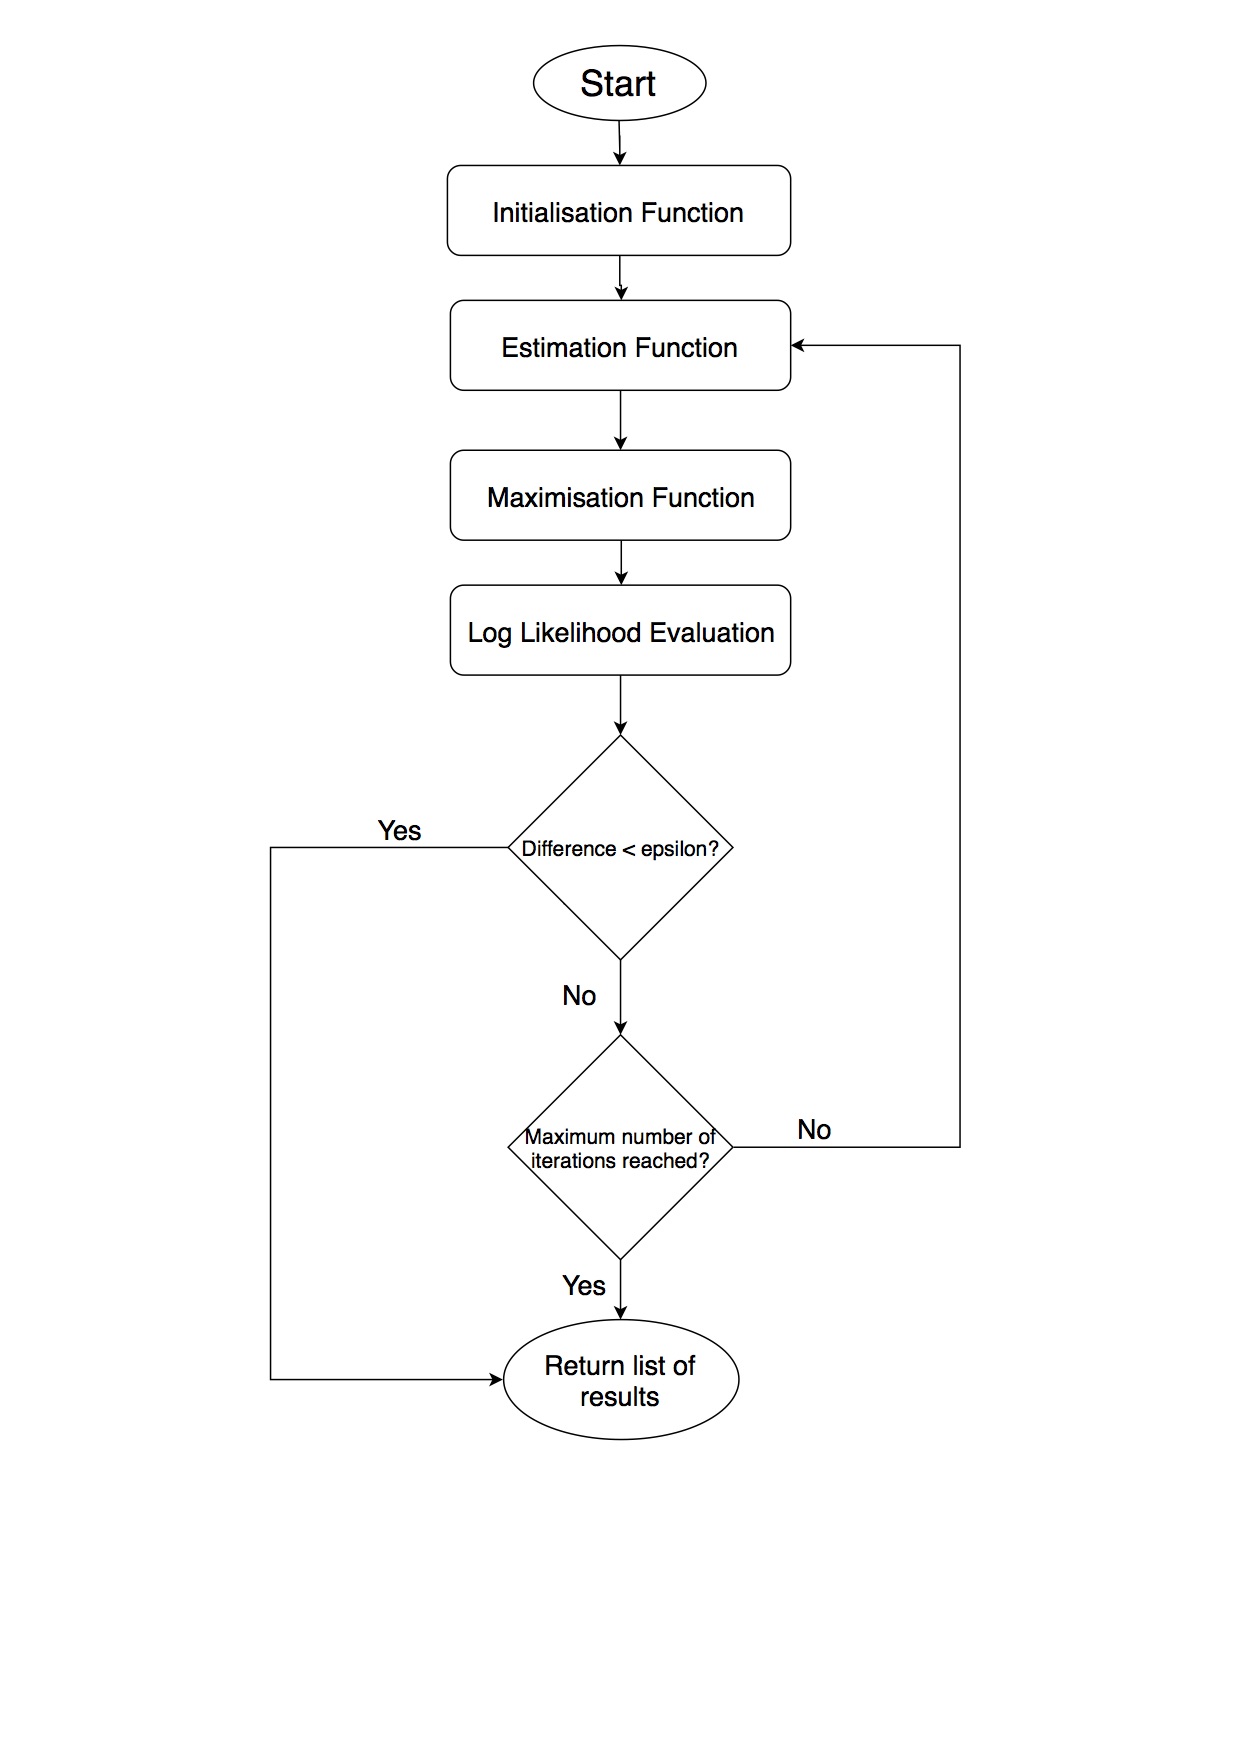 Start
Initialisation Function
Estimation Function
Maximisation Function
Log Likelihood Evaluation
Yes
Difference < epsilon?
No
Maximum number of
iterations reached?
No
Yes
Return list of
results